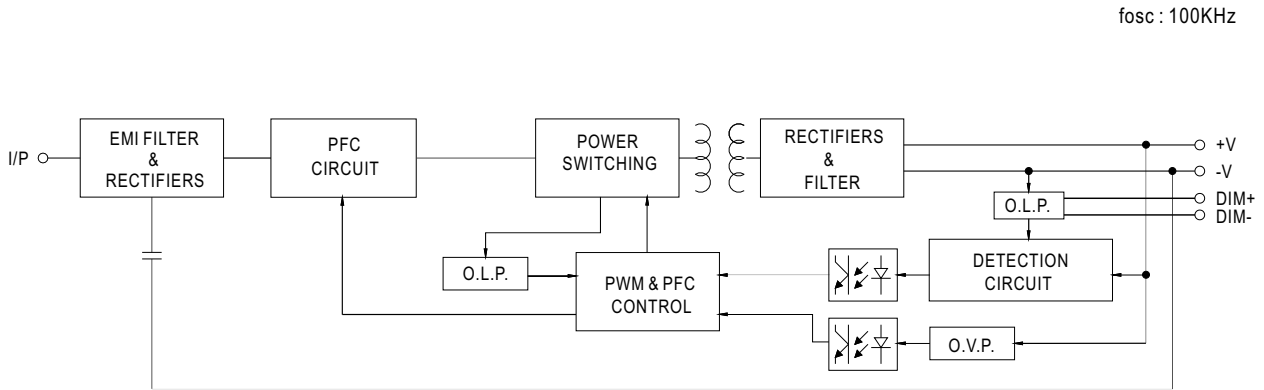 fosc : 100KHz
I/P
EMI FILTER
&
RECTIFIERS
PFC
CIRCUIT
POWER
SWITCHING
RECTIFIERS
&
FILTER
+V
-V
DIM+
DIM-
O.L.P.
O.L.P.
PWM & PFC
CONTROL
DETECTION
CIRCUIT
O.V.P.